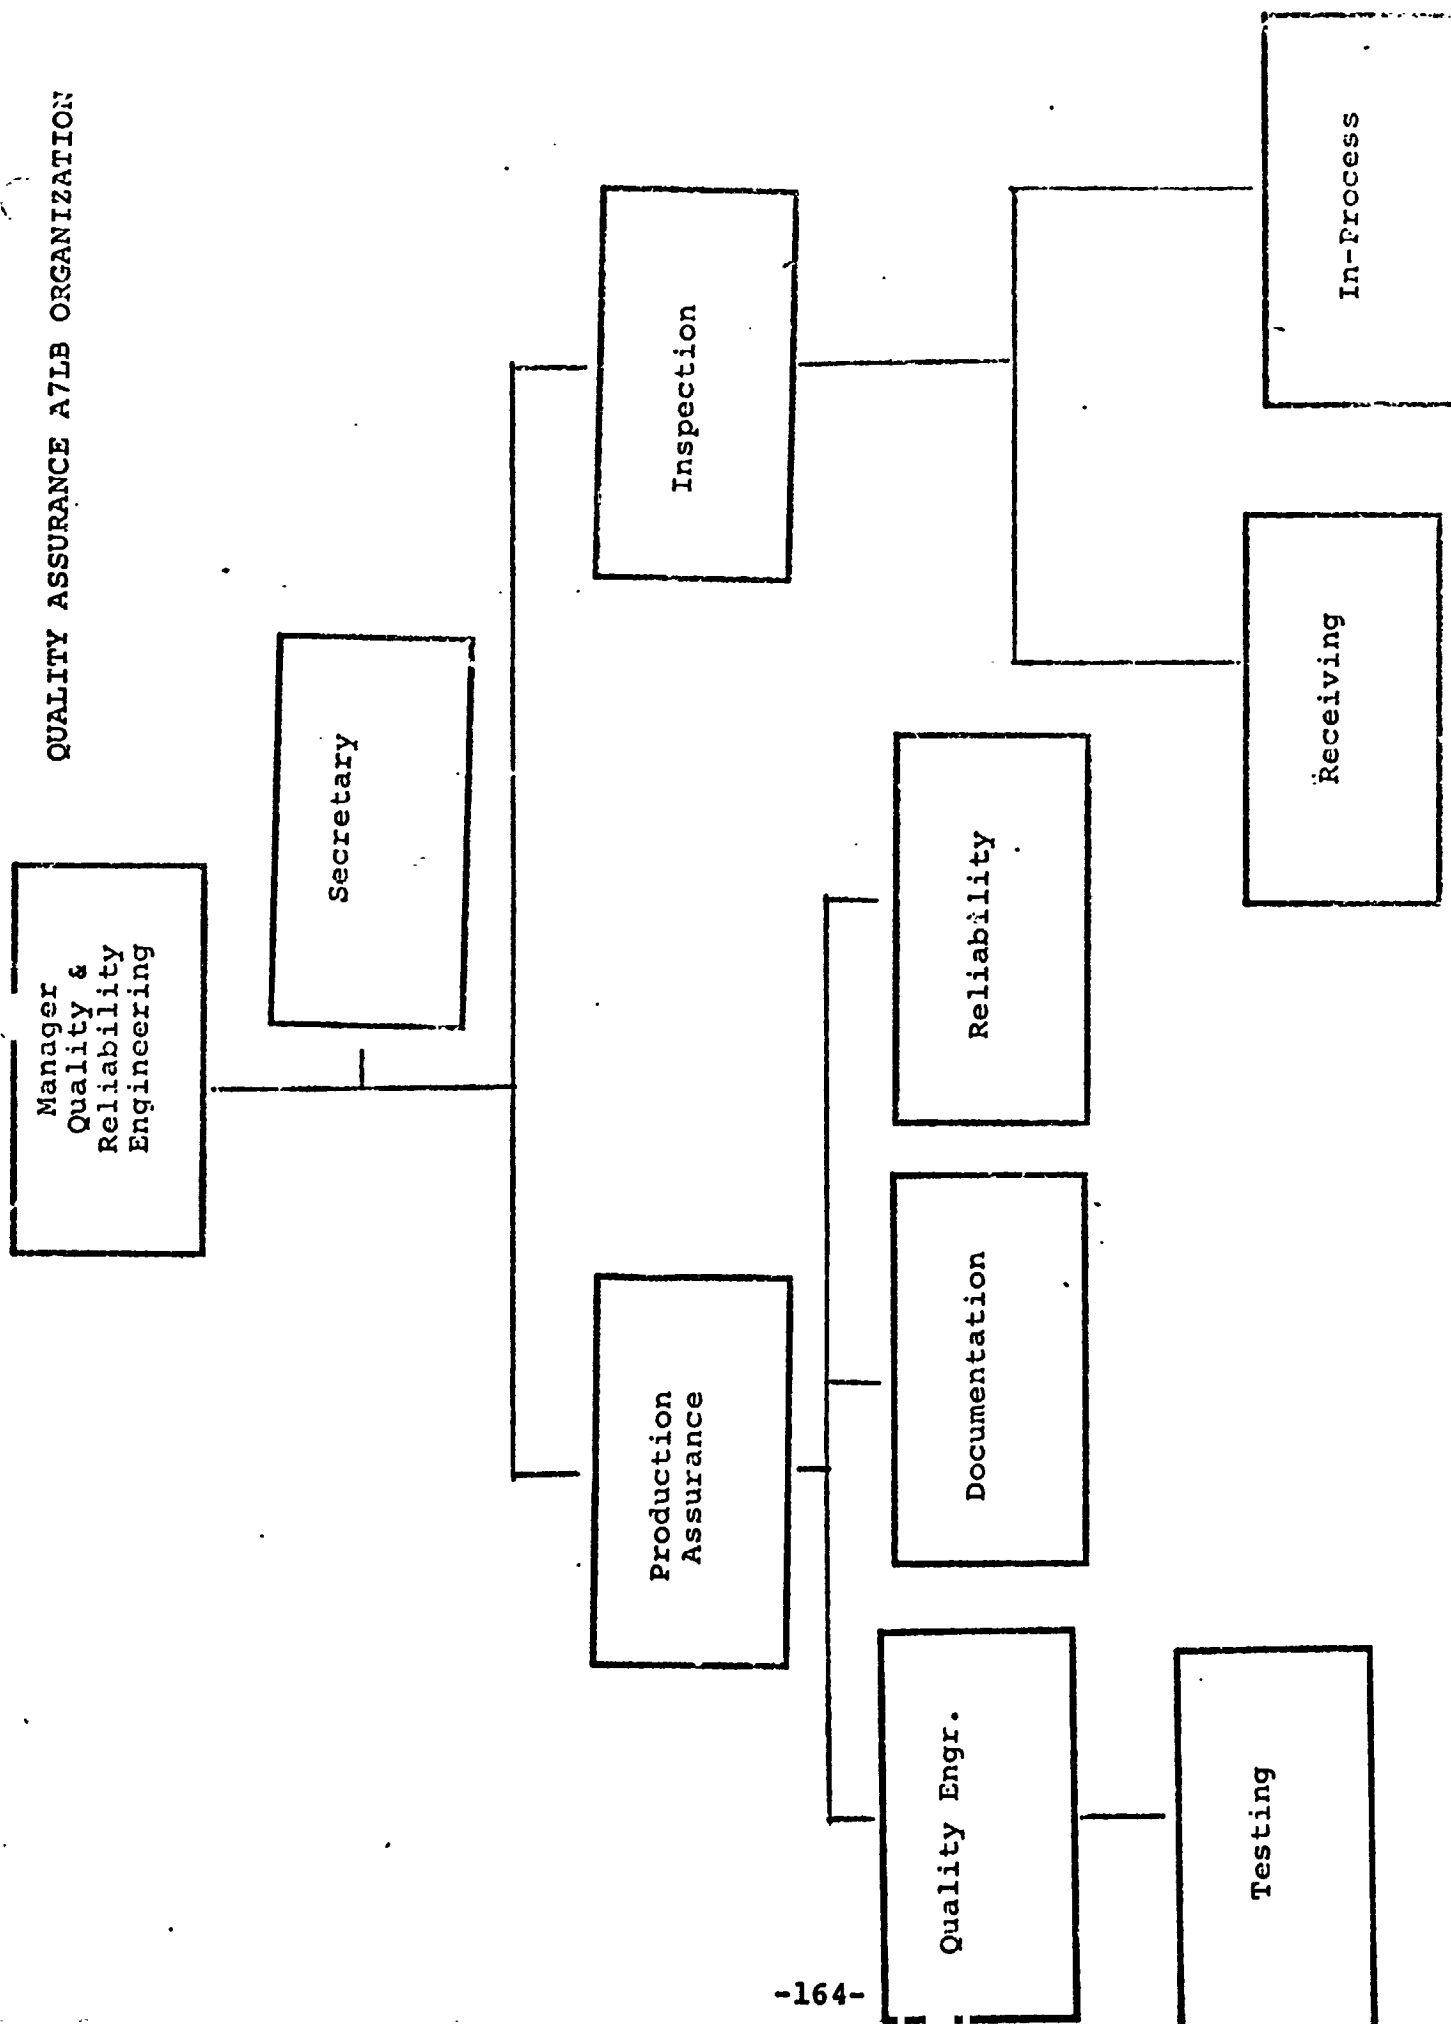 QUALITY ASSURANCE A7LB ORGANIZATION
Manager
Quality &
Reliability
Engineering
Secretary
Production
Assurance
Inspection
Quality Engr.
Documentation
Reliability
Testing
Receiving
In-Process
-164-